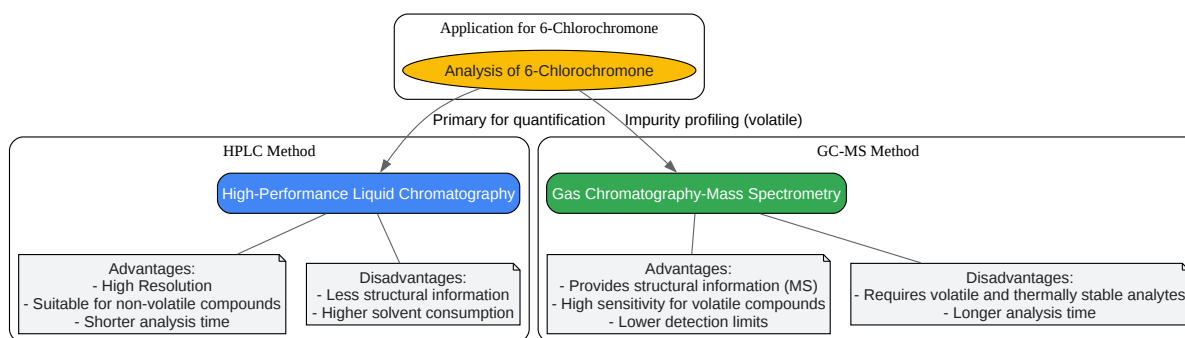 Application for 6-Chlorochromone
Analysis of 6-Chlorochromone
Primary for quantification
Impurity profiling (volatile)
HPLC Method
High-Performance Liquid Chromatography
Advantages:
- High Resolution
- Suitable for non-volatile compounds
- Shorter analysis time
Disadvantages:
- Less structural information
- Higher solvent consumption
GC-MS Method
Gas Chromatography-Mass Spectrometry
Advantages:
- Provides structural information (MS)
- High sensitivity for volatile compounds
- Lower detection limits
Disadvantages:
- Requires volatile and thermally stable analytes
- Longer analysis time